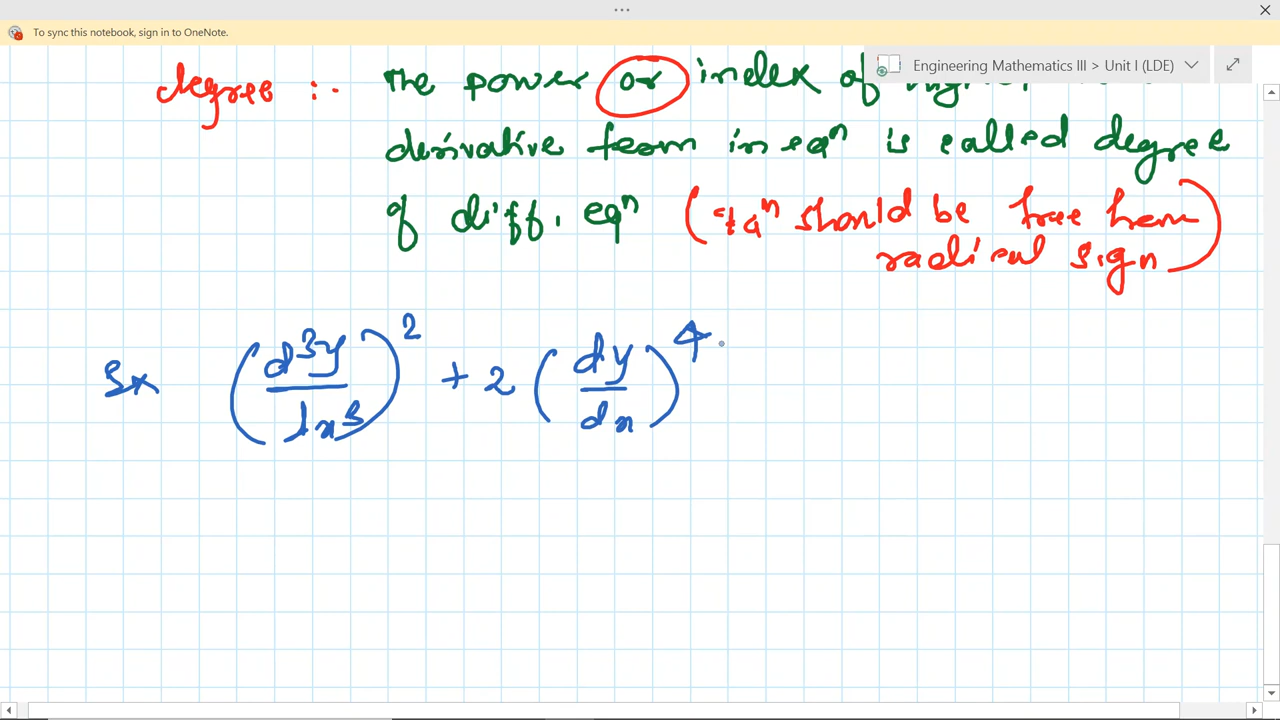 To sync this notebook, sign in to OneNote.
Engineering Mathematics III > Unit I (LDE)
degree :- the power or index of
derivative term in eqⁿ is called degree
of diff. eqⁿ ( eqⁿ should be free from
radical sign )
Ex (d³y/dx³)² + 2 (dy/dx)⁴